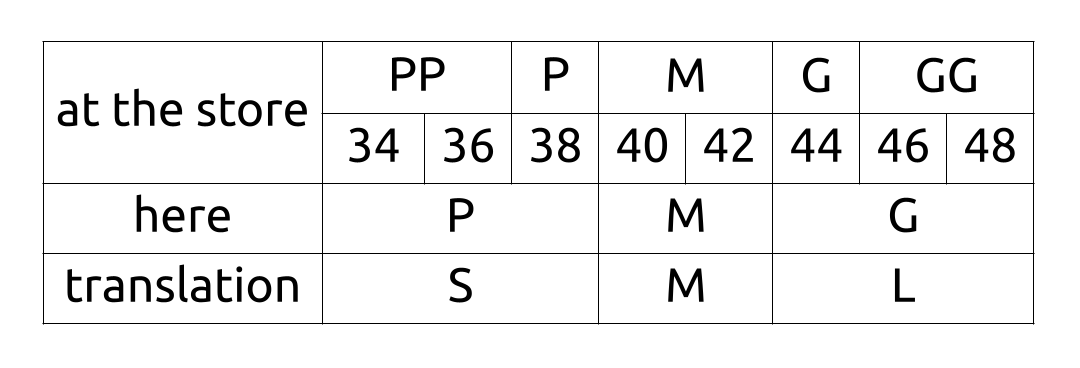 at the store
PP P M G GG
34 36 38 40 42 44 46 48
here P M G
translation S M L